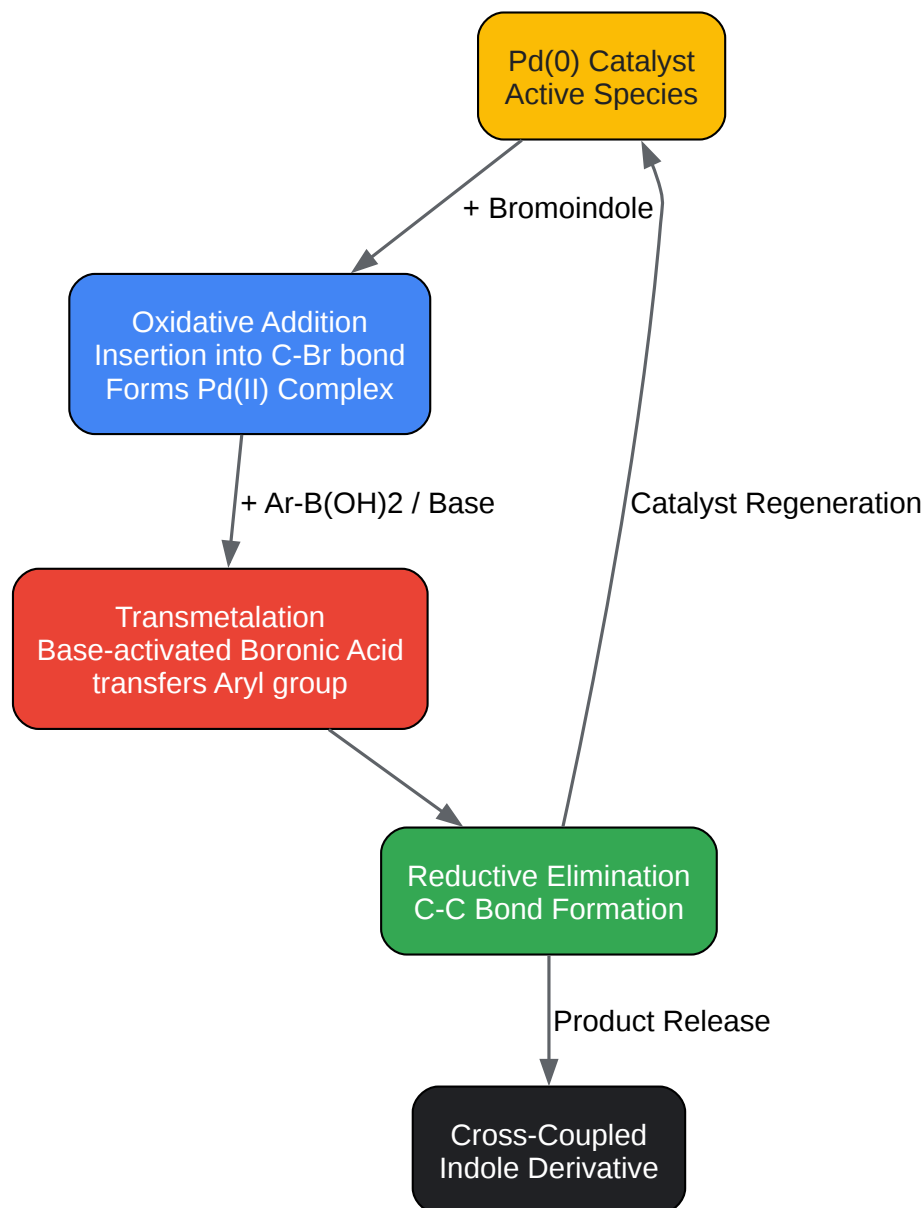 Pd(0) Catalyst
Active Species
+ Bromoindole
Oxidative Addition
Insertion into C-Br bond
Forms Pd(II) Complex
+ Ar-B(OH)2 / Base
Catalyst Regeneration
Transmetalation
Base-activated Boronic Acid
transfers Aryl group
Reductive Elimination
C-C Bond Formation
Product Release
Cross-Coupled
Indole Derivative